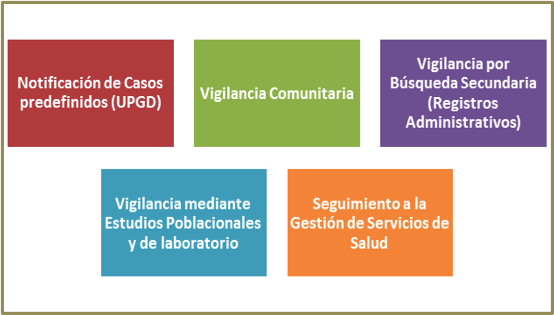 Notificación de Casos
predefinidos (UPGD)
Vigilancia Comunitaria
Vigilancia por
Búsqueda Secundaria
(Registros
Administrativos)
Vigilancia mediante
Estudios Poblacionales
y de laboratorio
Seguimiento a la
Gestión de Servicios de
Salud